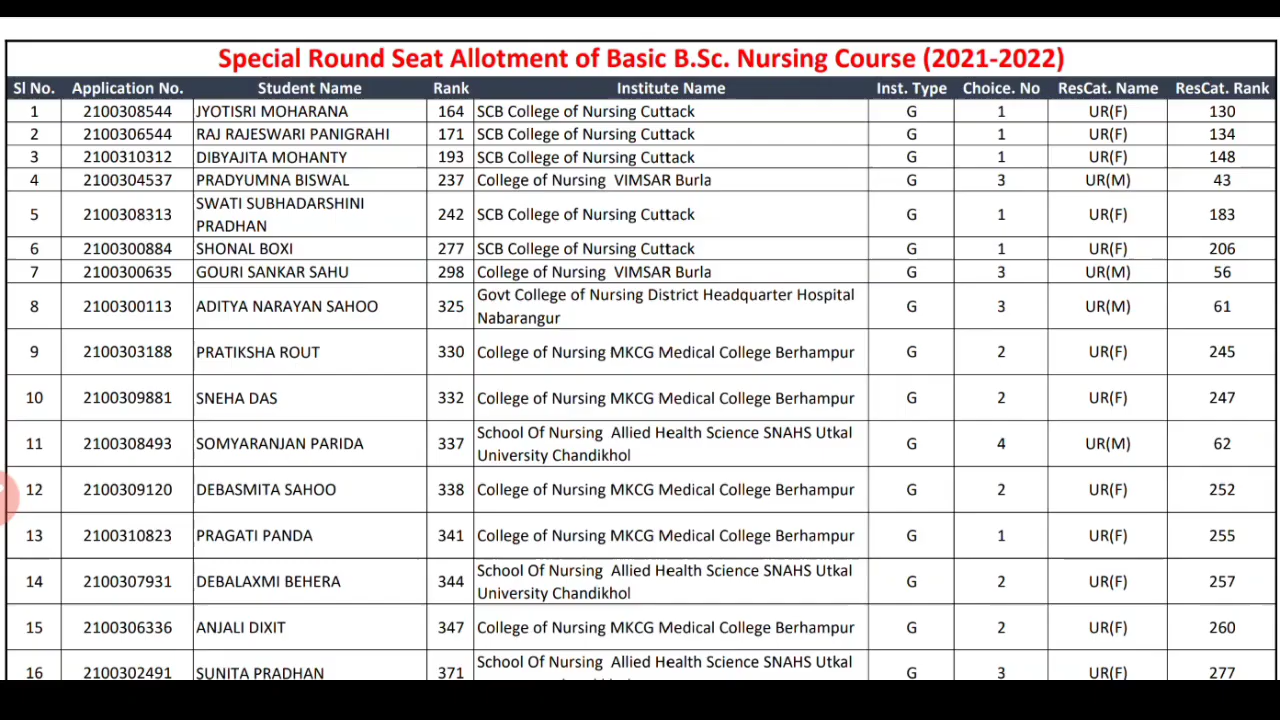 Special Round Seat Allotment of Basic B.Sc. Nursing Course (2021-2022)
Sl No. Application No. Student Name Rank Institute Name Inst. Type Choice. No ResCat. Name ResCat. Rank
1 2100308544 JYOTISRI MOHARANA 164 SCB College of Nursing Cuttack G 1 UR(F) 130
2 2100306544 RAJ RAJESWARI PANIGRAHI 171 SCB College of Nursing Cuttack G 1 UR(F) 134
3 2100310312 DIBYAJITA MOHANTY 193 SCB College of Nursing Cuttack G 1 UR(F) 148
4 2100304537 PRADYUMNA BISWAL 237 College of Nursing VIMSAR Burla G 3 UR(M) 43
5 2100308313 SWATI SUBHADARSHINI
PRADHAN 242 SCB College of Nursing Cuttack G 1 UR(F) 183
6 2100300884 SHONAL BOXI 277 SCB College of Nursing Cuttack G 1 UR(F) 206
7 2100300635 GOURI SANKAR SAHU 298 College of Nursing VIMSAR Burla G 3 UR(M) 56
8 2100300113 ADITYA NARAYAN SAHOO 325 Govt College of Nursing District Headquarter Hospital
Nabarangur G 3 UR(M) 61
9 2100303188 PRATIKSHA ROUT 330 College of Nursing MKCG Medical College Berhampur G 2 UR(F) 245
10 2100309881 SNEHA DAS 332 College of Nursing MKCG Medical College Berhampur G 2 UR(F) 247
11 2100308493 SOMYARANJAN PARIDA 337 School Of Nursing Allied Health Science SNAHS Utkal
University Chandikhol G 4 UR(M) 62
12 2100309120 DEBASMITA SAHOO 338 College of Nursing MKCG Medical College Berhampur G 2 UR(F) 252
13 2100310823 PRAGATI PANDA 341 College of Nursing MKCG Medical College Berhampur G 1 UR(F) 255
14 2100307931 DEBALAXMI BEHERA 344 School Of Nursing Allied Health Science SNAHS Utkal
University Chandikhol G 2 UR(F) 257
15 2100306336 ANJALI DIXIT 347 College of Nursing MKCG Medical College Berhampur G 2 UR(F) 260
16 2100302491 SUNITA PRADHAN 371 School Of Nursing Allied Health Science SNAHS Utkal G 3 UR(F) 277